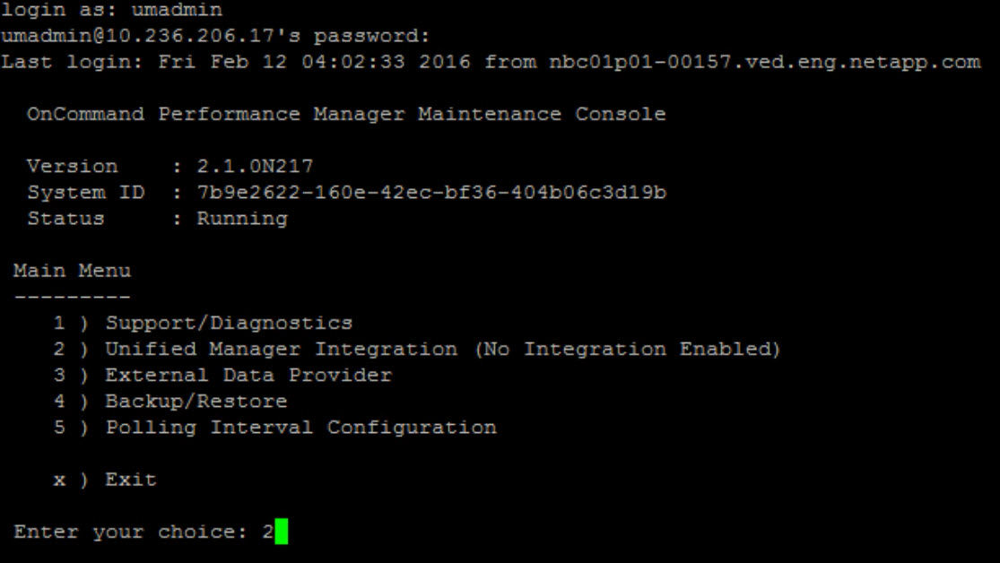 login as: umadmin
umadmin@10.236.206.17's password:
Last login: Fri Feb 12 04:02:33 2016 from nbc01p01-00157.ved.eng.netapp.com
OnCommand Performance Manager Maintenance Console
Version : 2.1.0N217
System ID : 7b9e2622-160e-42ec-bf36-404b06c3d19b
Status : Running
Main Menu
---------
1 ) Support/Diagnostics
2 ) Unified Manager Integration (No Integration Enabled)
3 ) External Data Provider
4 ) Backup/Restore
5 ) Polling Interval Configuration
x ) Exit
Enter your choice: 2